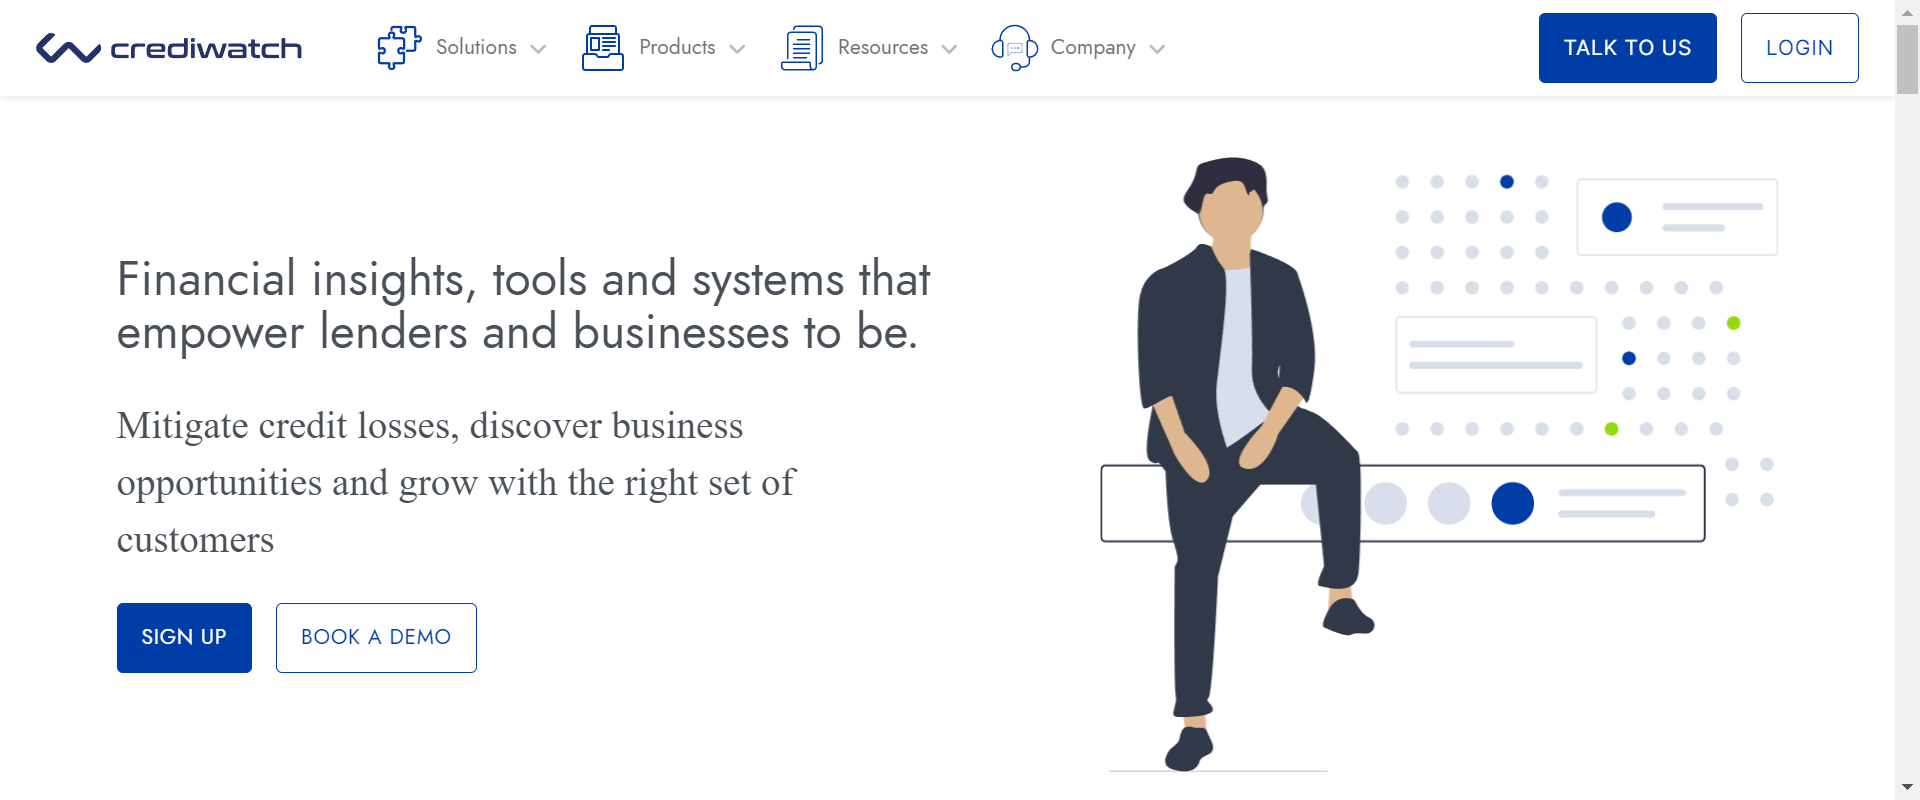 crediwatch
Solutions
Products
Resources
Company
TALK TO US
LOGIN
Financial insights, tools and systems that
empower lenders and businesses to be.
Mitigate credit losses, discover business
opportunities and grow with the right set of
customers
SIGN UP
BOOK A DEMO